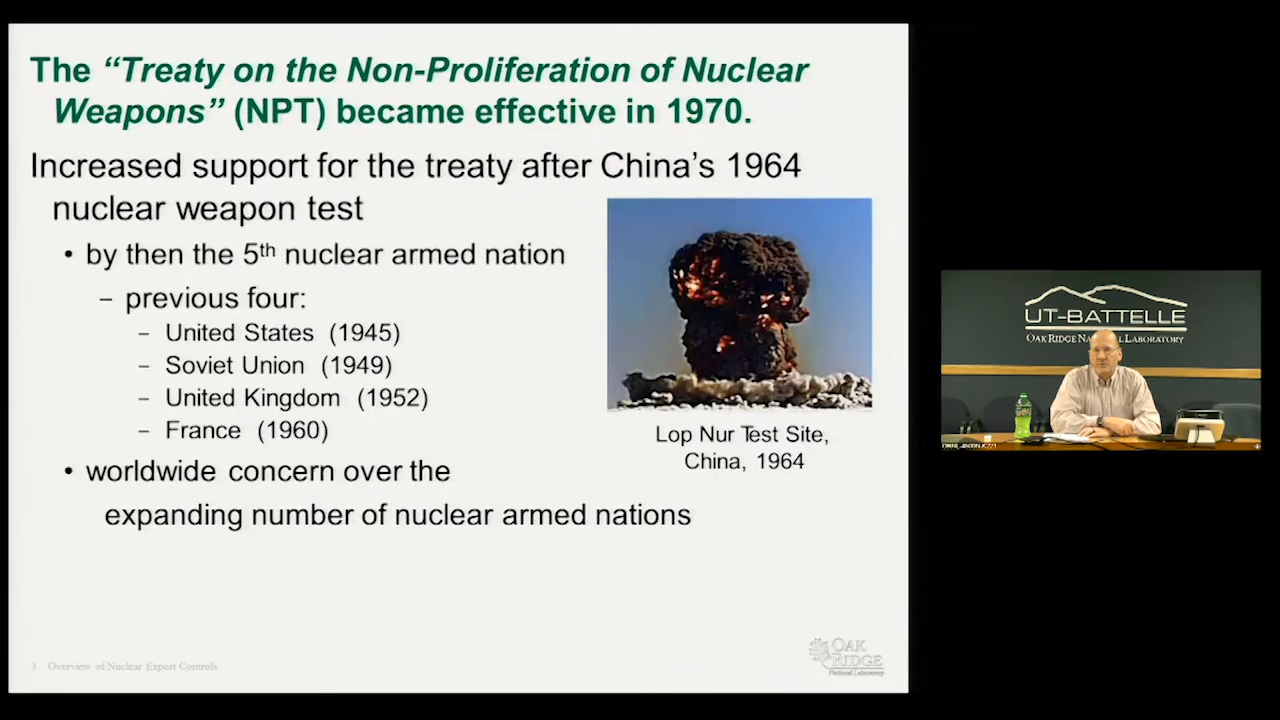 The “Treaty on the Non-Proliferation of Nuclear
Weapons” (NPT) became effective in 1970.
Increased support for the treaty after China’s 1964
nuclear weapon test
• by then the 5th nuclear armed nation
– previous four:
– United States (1945)
– Soviet Union (1949)
– United Kingdom (1952)
– France (1960)
• worldwide concern over the
expanding number of nuclear armed nations
Lop Nur Test Site,
China, 1964
3 Overview of Nuclear Export Controls
OAK
RIDGE
National Laboratory
UT-BATTELLE
OAK RIDGE NATIONAL LABORATORY